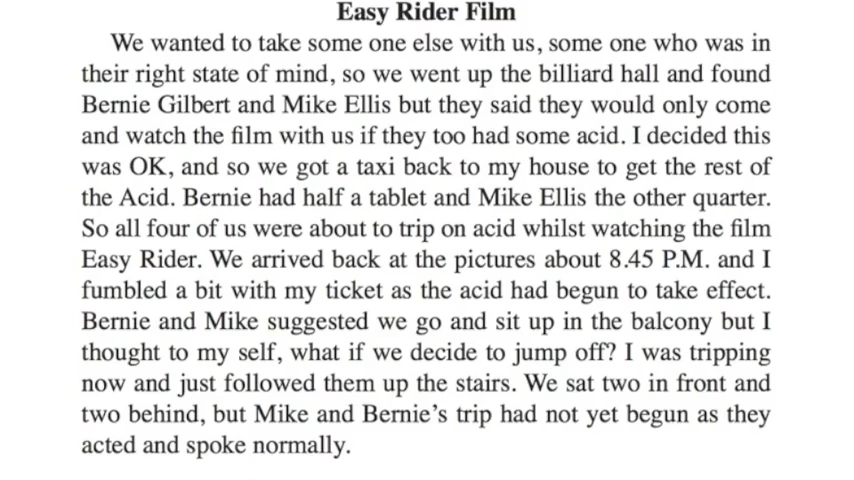 Easy Rider Film
We wanted to take some one else with us, some one who was in
their right state of mind, so we went up the billiard hall and found
Bernie Gilbert and Mike Ellis but they said they would only come
and watch the film with us if they too had some acid. I decided this
was OK, and so we got a taxi back to my house to get the rest of
the Acid. Bernie had half a tablet and Mike Ellis the other quarter.
So all four of us were about to trip on acid whilst watching the film
Easy Rider. We arrived back at the pictures about 8.45 P.M. and I
fumbled a bit with my ticket as the acid had begun to take effect.
Bernie and Mike suggested we go and sit up in the balcony but I
thought to my self, what if we decide to jump off? I was tripping
now and just followed them up the stairs. We sat two in front and
two behind, but Mike and Bernie’s trip had not yet begun as they
acted and spoke normally.